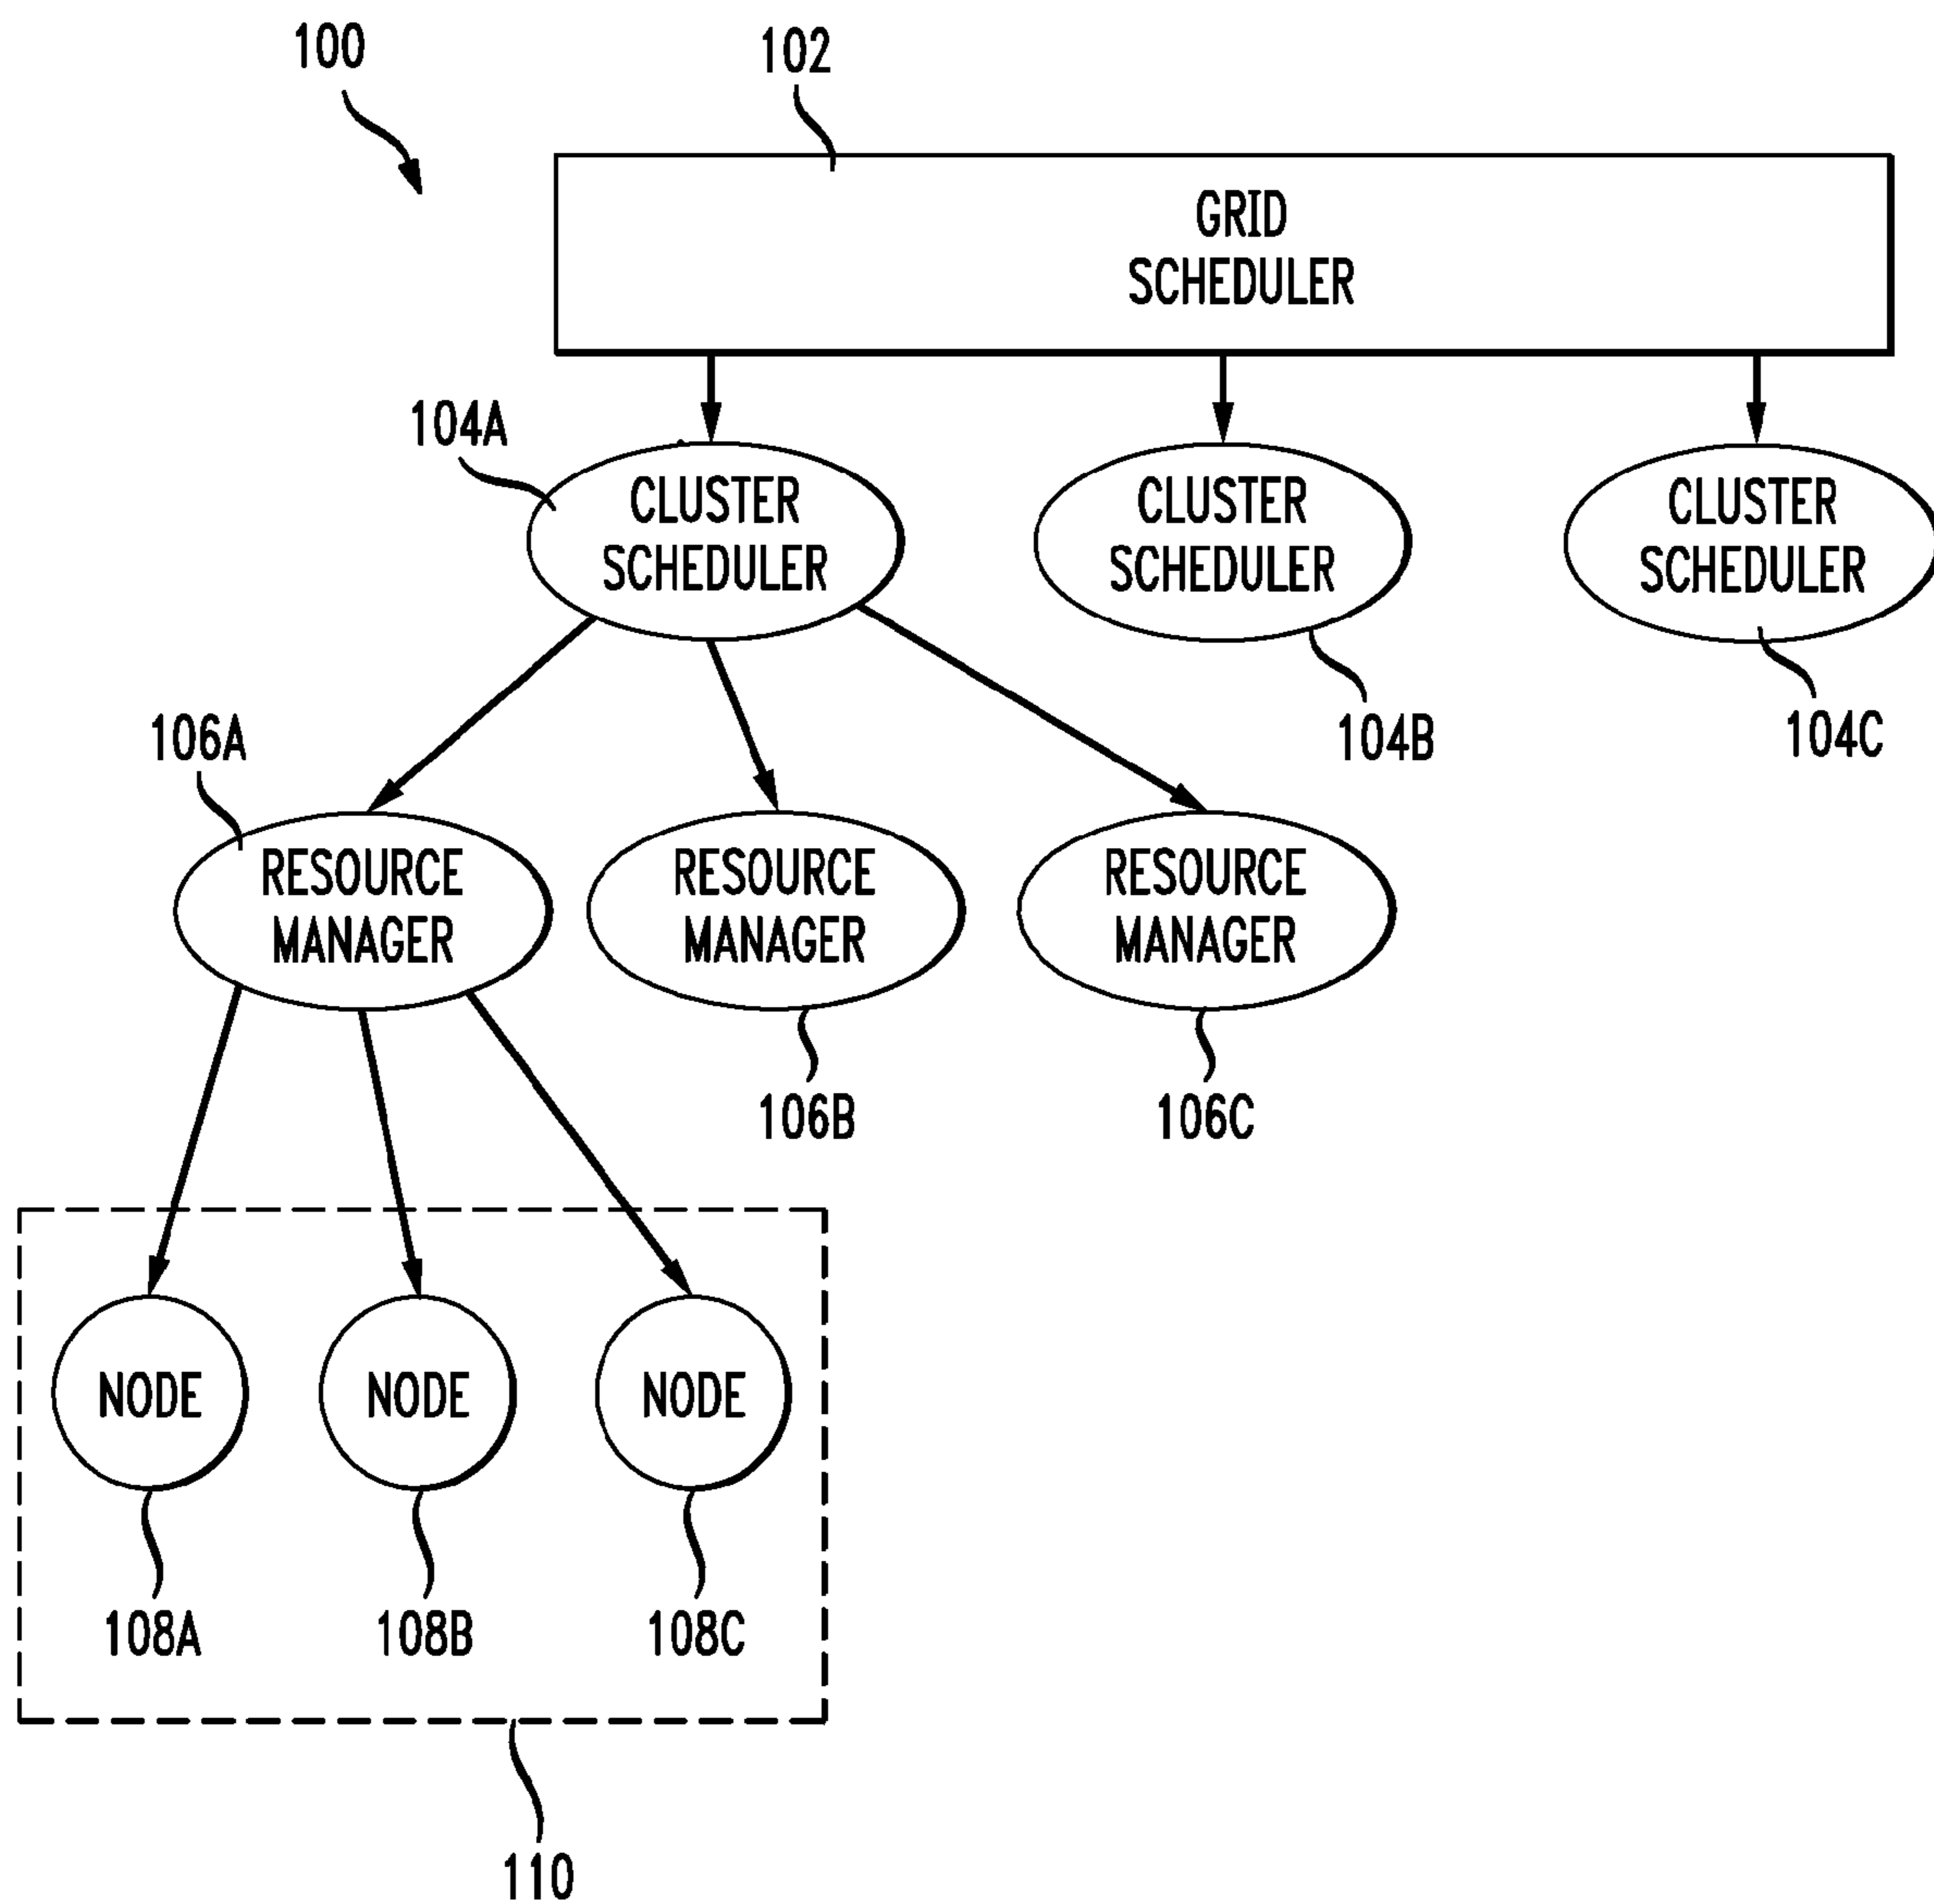 100
102
GRID
SCHEDULER
104A
CLUSTER
SCHEDULER
CLUSTER
SCHEDULER
CLUSTER
SCHEDULER
104B
104C
106A
RESOURCE
MANAGER
RESOURCE
MANAGER
RESOURCE
MANAGER
106B
106C
NODE
NODE
NODE
108A
108B
108C
110